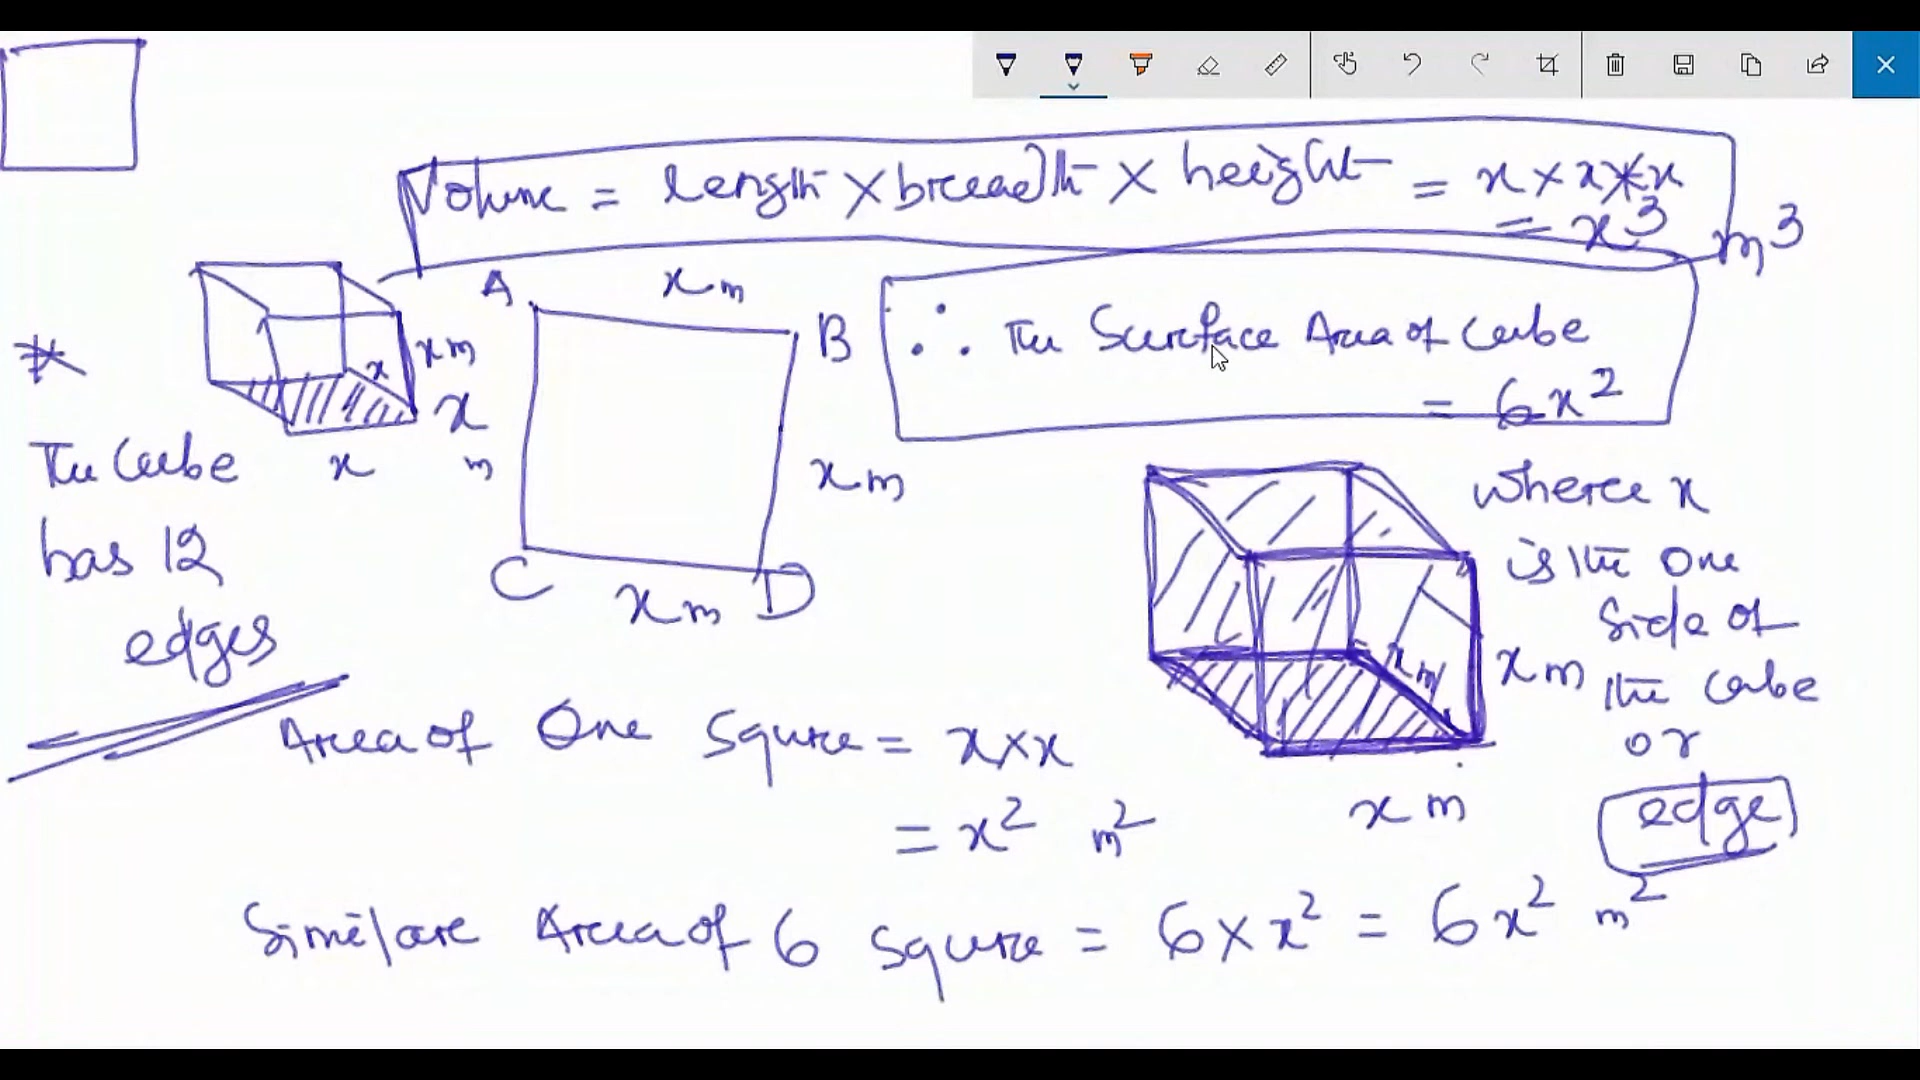 Volume = length × breadth × height = x × x × x
= x³ m³
A x m B
x m
x
x m
x
x m
C x m D
∴ The Surface Area of Cube
= 6x²
*
The Cube
has 12
edges
where x
is the One
Side of
the Cube
or
edge
x m
x m
x m
Area of One Squre = x × x
= x² m²
Similare Area of 6 squre = 6 × x² = 6x² m²